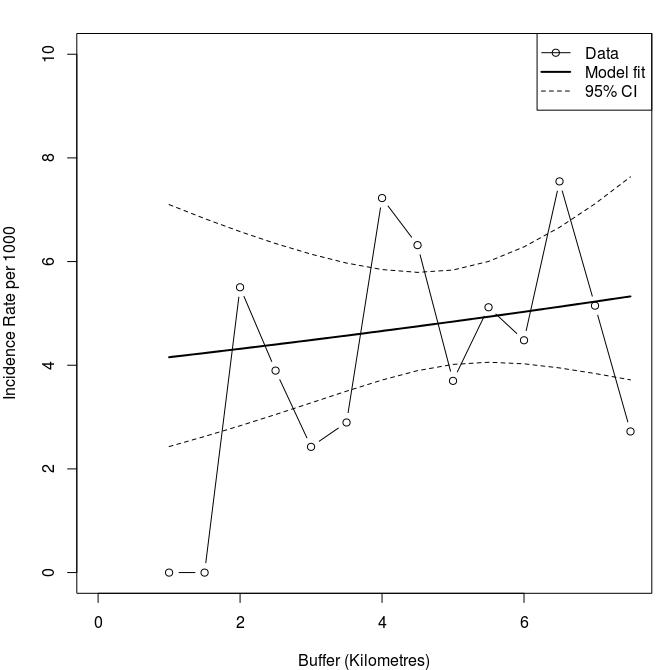 Data
Model fit
95% CI
10
8
6
4
2
0
Incidence Rate per 1000
0 2 4 6
Buffer (Kilometres)